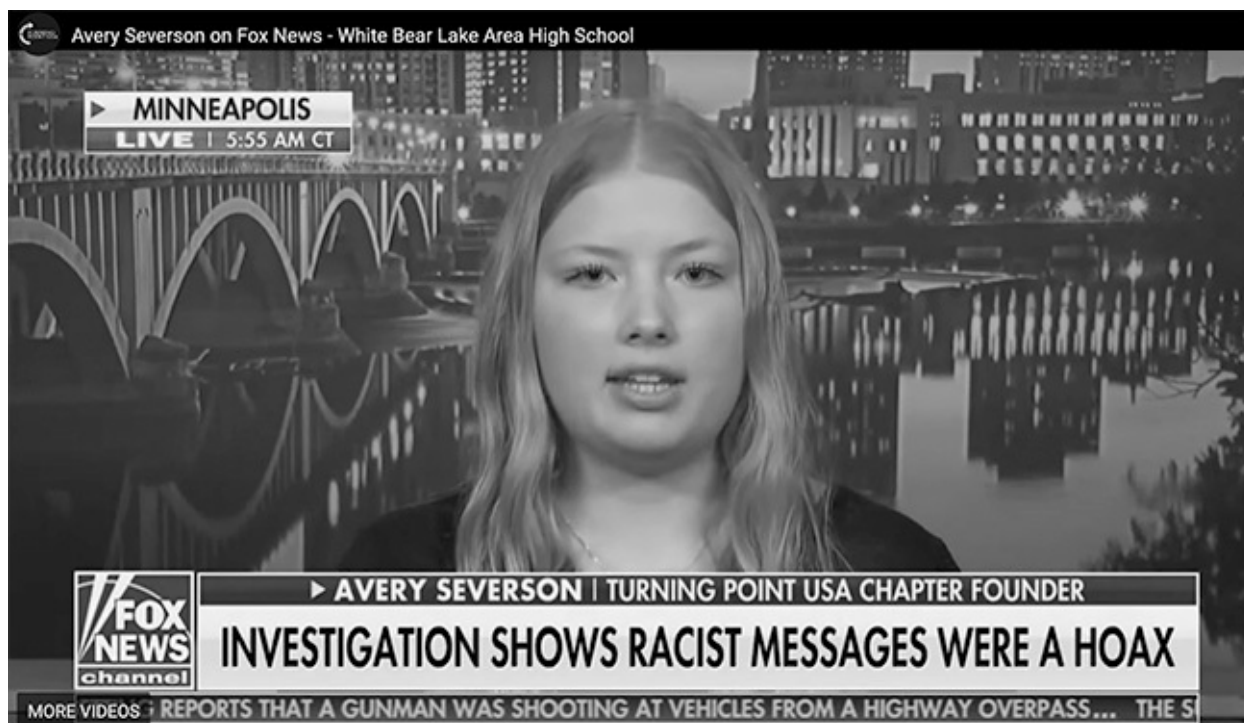 Avery Severson on Fox News - White Bear Lake Area High School
MINNEAPOLIS
LIVE | 5:55 AM CT
AVERY SEVERSON | TURNING POINT USA CHAPTER FOUNDER
FOX
NEWS
channel
INVESTIGATION SHOWS RACIST MESSAGES WERE A HOAX
MORE VIDEOS
REPORTS THAT A GUNMAN WAS SHOOTING AT VEHICLES FROM A HIGHWAY OVERPASS... THE